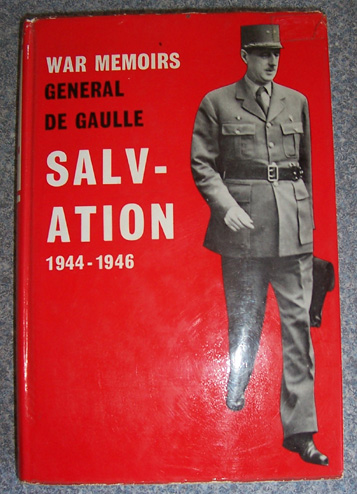 WAR MEMOIRS
GENERAL
DE GAULLE
SALV-
ATION
1944-1946